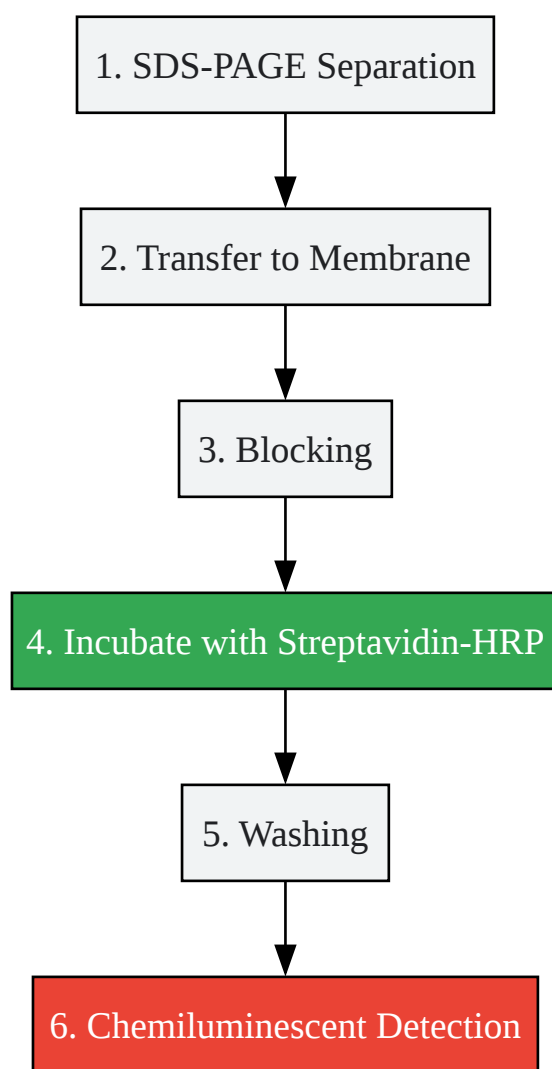 1. SDS-PAGE Separation
2. Transfer to Membrane
3. Blocking
4. Incubate with Streptavidin-HRP
5. Washing
6. Chemiluminescent Detection